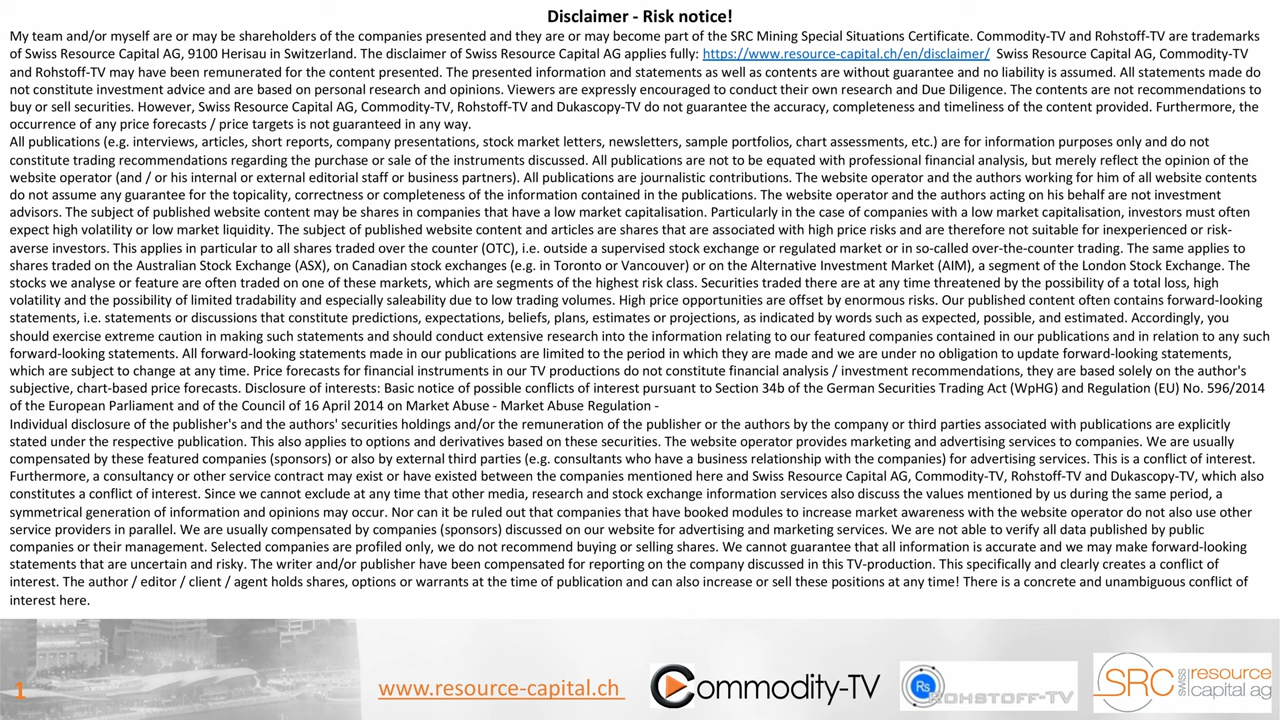 Disclaimer - Risk notice!
My team and/or myself are or may be shareholders of the companies presented and they are or may become part of the SRC Mining Special Situations Certificate. Commodity-TV and Rohstoff-TV are trademarks
of Swiss Resource Capital AG, 9100 Herisau in Switzerland. The disclaimer of Swiss Resource Capital AG applies fully: https://www.resource-capital.ch/en/disclaimer/ Swiss Resource Capital AG, Commodity-TV
and Rohstoff-TV may have been remunerated for the content presented. The presented information and statements as well as contents are without guarantee and no liability is assumed. All statements made do
not constitute investment advice and are based on personal research and opinions. Viewers are expressly encouraged to conduct their own research and Due Diligence. The contents are not recommendations to
buy or sell securities. However, Swiss Resource Capital AG, Commodity-TV, Rohstoff-TV and Dukascopy-TV do not guarantee the accuracy, completeness and timeliness of the content provided. Furthermore, the
occurrence of any price forecasts / price targets is not guaranteed in any way.
All publications (e.g. interviews, articles, short reports, company presentations, stock market letters, newsletters, sample portfolios, chart assessments, etc.) are for information purposes only and do not
constitute trading recommendations regarding the purchase or sale of the instruments discussed. All publications are not to be equated with professional financial analysis, but merely reflect the opinion of the
website operator (and / or his internal or external editorial staff or business partners). All publications are journalistic contributions. The website operator and the authors working for him of all website contents
do not assume any guarantee for the topicality, correctness or completeness of the information contained in the publications. The website operator and the authors acting on his behalf are not investment
advisors. The subject of published website content may be shares in companies that have a low market capitalisation. Particularly in the case of companies with a low market capitalisation, investors must often
expect high volatility or low market liquidity. The subject of published website content and articles are shares that are associated with high price risks and are therefore not suitable for inexperienced or risk-
averse investors. This applies in particular to all shares traded over the counter (OTC), i.e. outside a supervised stock exchange or regulated market or in so-called over-the-counter trading. The same applies to
shares traded on the Australian Stock Exchange (ASX), on Canadian stock exchanges (e.g. in Toronto or Vancouver) or on the Alternative Investment Market (AIM), a segment of the London Stock Exchange. The
stocks we analyse or feature are often traded on one of these markets, which are segments of the highest risk class. Securities traded there are at any time threatened by the possibility of a total loss, high
volatility and the possibility of limited tradability and especially saleability due to low trading volumes. High price opportunities are offset by enormous risks. Our published content often contains forward-looking
statements, i.e. statements or discussions that constitute predictions, expectations, beliefs, plans, estimates or projections, as indicated by words such as expected, possible, and estimated. Accordingly, you
should exercise extreme caution in making such statements and should conduct extensive research into the information relating to our featured companies contained in our publications and in relation to any such
forward-looking statements. All forward-looking statements made in our publications are limited to the period in which they are made and we are under no obligation to update forward-looking statements,
which are subject to change at any time. Price forecasts for financial instruments in our TV productions do not constitute financial analysis / investment recommendations, they are based solely on the author's
subjective, chart-based price forecasts. Disclosure of interests: Basic notice of possible conflicts of interest pursuant to Section 34b of the German Securities Trading Act (WpHG) and Regulation (EU) No. 596/2014
of the European Parliament and of the Council of 16 April 2014 on Market Abuse - Market Abuse Regulation -
Individual disclosure of the publisher's and the authors' securities holdings and/or the remuneration of the publisher or the authors by the company or third parties associated with publications are explicitly
stated under the respective publication. This also applies to options and derivatives based on these securities. The website operator provides marketing and advertising services to companies. We are usually
compensated by these featured companies (sponsors) or also by external third parties (e.g. consultants who have a business relationship with the companies) for advertising services. This is a conflict of interest.
Furthermore, a consultancy or other service contract may exist or have existed between the companies mentioned here and Swiss Resource Capital AG, Commodity-TV, Rohstoff-TV and Dukascopy-TV, which also
constitutes a conflict of interest. Since we cannot exclude at any time that other media, research and stock exchange information services also discuss the values mentioned by us during the same period, a
symmetrical generation of information and opinions may occur. Nor can it be ruled out that companies that have booked modules to increase market awareness with the website operator do not also use other
service providers in parallel. We are usually compensated by companies (sponsors) discussed on our website for advertising and marketing services. We are not able to verify all data published by public
companies or their management. Selected companies are profiled only, we do not recommend buying or selling shares. We cannot guarantee that all information is accurate and we may make forward-looking
statements that are uncertain and risky. The writer and/or publisher have been compensated for reporting on the company discussed in this TV-production. This specifically and clearly creates a conflict of
interest. The author / editor / client / agent holds shares, options or warrants at the time of publication and can also increase or sell these positions at any time! There is a concrete and unambiguous conflict of
interest here.
1
www.resource-capital.ch
Commodity-TV
Rs ROHSTOFF-TV
SRC SWISS resource capital ag